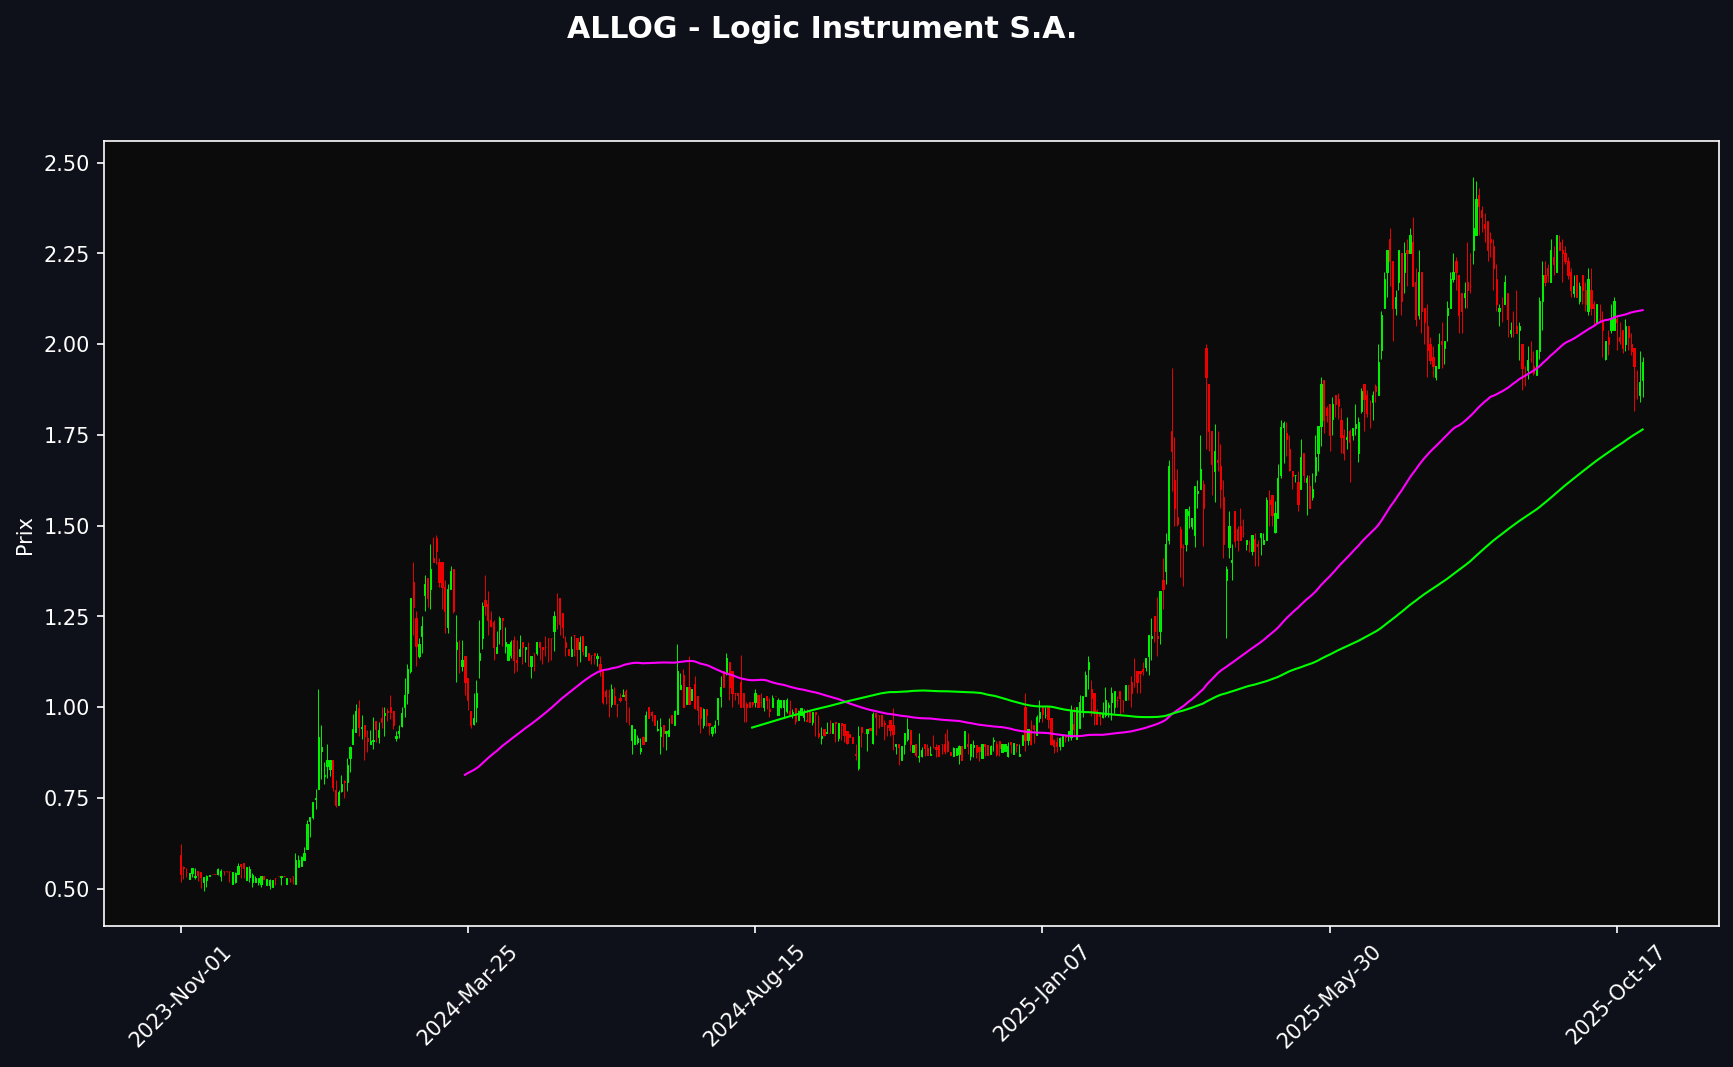 ALLOG - Logic Instrument S.A.
Prix
2.50
2.25
2.00
1.75
1.50
1.25
1.00
0.75
0.50
2023-Nov-01
2024-Mar-25
2024-Aug-15
2025-Jan-07
2025-May-30
2025-Oct-17